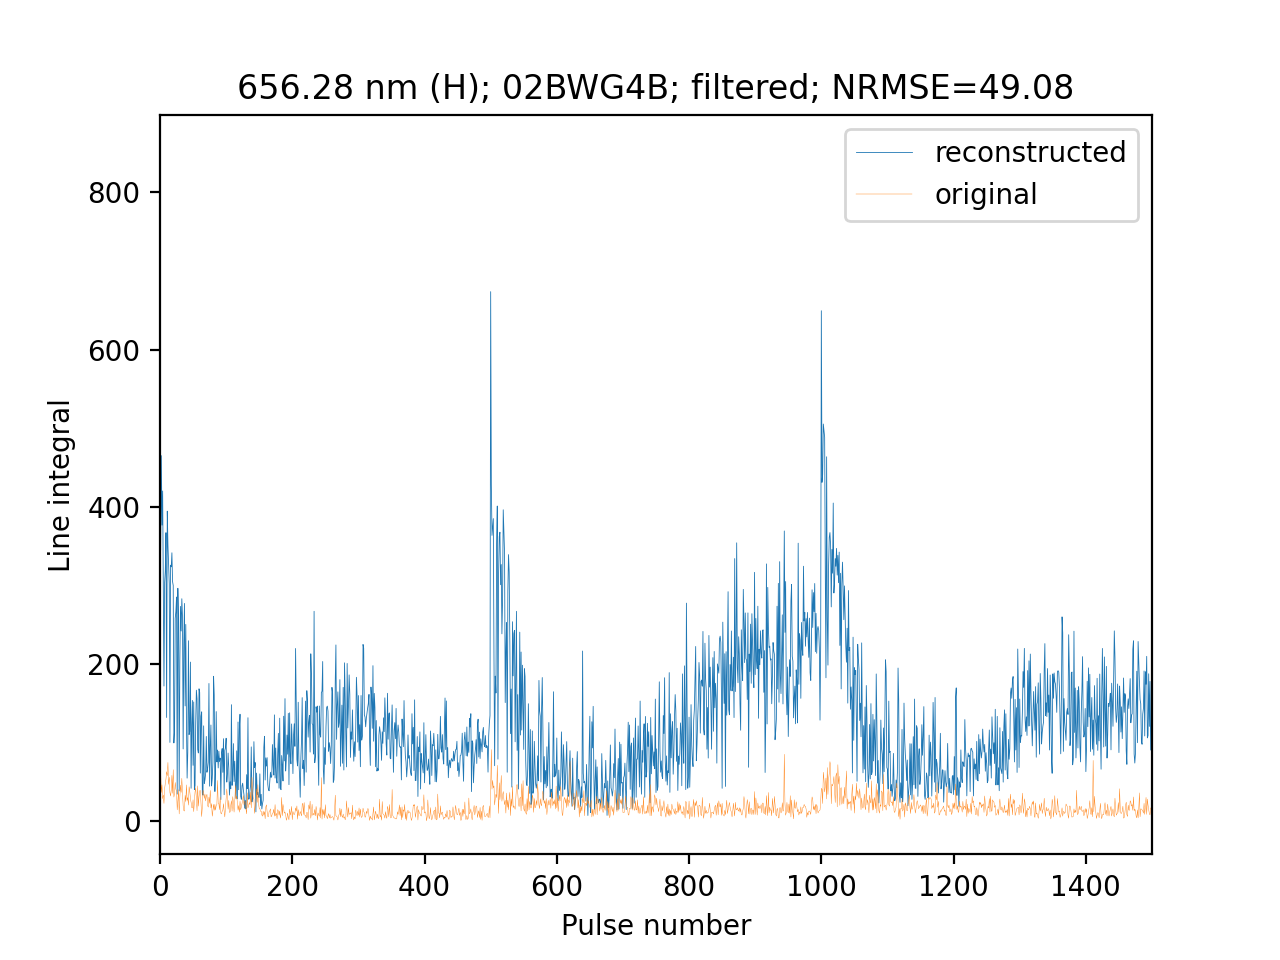 656.28 nm (H); 02BWG4B; filtered; NRMSE=49.08
reconstructed
original
800
600
400
200
0
Line integral
0 200 400 600 800 1000 1200 1400
Pulse number